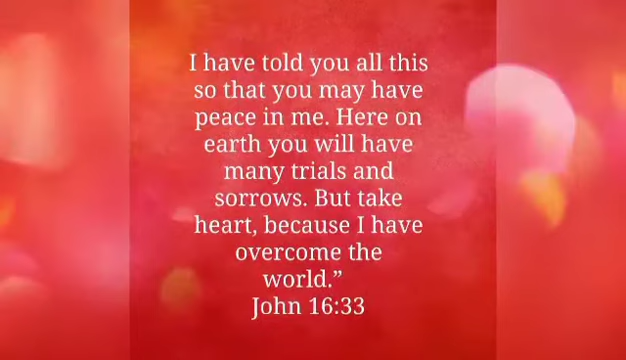 I have told you all this
so that you may have
peace in me. Here on
earth you will have
many trials and
sorrows. But take
heart, because I have
overcome the
world.”
John 16:33